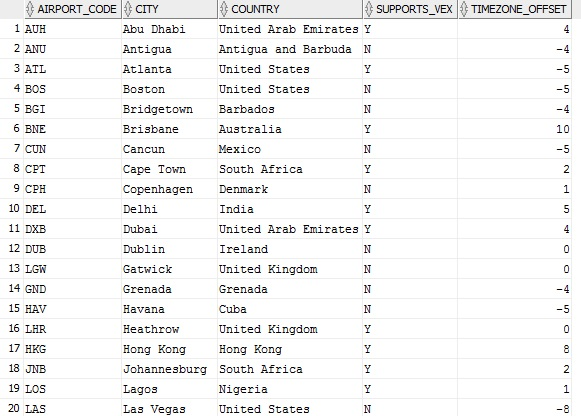 AIRPORT_CODE CITY COUNTRY SUPPORTS_VEX TIMEZONE_OFFSET
1 AUH Abu Dhabi United Arab Emirates Y 4
2 ANU Antigua Antigua and Barbuda N -4
3 ATL Atlanta United States Y -5
4 BOS Boston United States N -5
5 BGI Bridgetown Barbados N -4
6 BNE Brisbane Australia Y 10
7 CUN Cancun Mexico N -5
8 CPT Cape Town South Africa Y 2
9 CPH Copenhagen Denmark N 1
10 DEL Delhi India Y 5
11 DXB Dubai United Arab Emirates Y 4
12 DUB Dublin Ireland N 0
13 LGW Gatwick United Kingdom N 0
14 GND Grenada Grenada N -4
15 HAV Havana Cuba N -5
16 LHR Heathrow United Kingdom Y 0
17 HKG Hong Kong Hong Kong Y 8
18 JNB Johannesburg South Africa Y 2
19 LOS Lagos Nigeria Y 1
20 LAS Las Vegas United States N -8